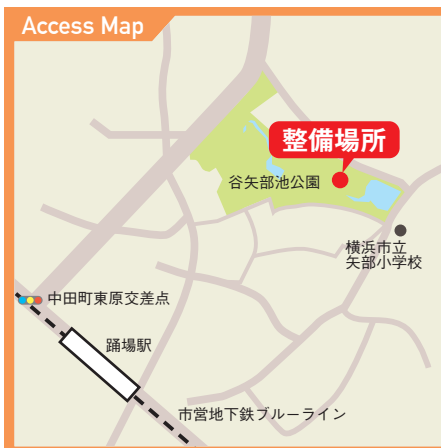 Access Map
整備場所
谷矢部池公園
横浜市立
矢部小学校
中田町東原交差点
踊場駅
市営地下鉄ブルーライン